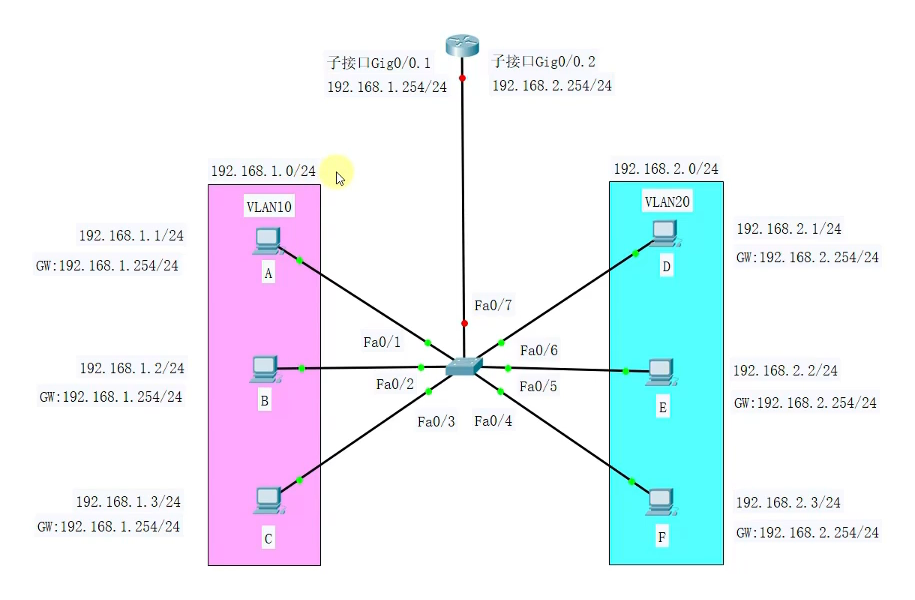 子接口Gig0/0.1
192.168.1.254/24
子接口Gig0/0.2
192.168.2.254/24
192.168.1.0/24
VLAN10
192.168.2.0/24
VLAN20
192.168.1.1/24
GW:192.168.1.254/24
A
192.168.2.1/24
GW:192.168.2.254/24
D
Fa0/7
Fa0/1
Fa0/6
192.168.1.2/24
GW:192.168.1.254/24
B
Fa0/2
Fa0/5
192.168.2.2/24
GW:192.168.2.254/24
E
Fa0/3
Fa0/4
192.168.1.3/24
GW:192.168.1.254/24
C
192.168.2.3/24
GW:192.168.2.254/24
F